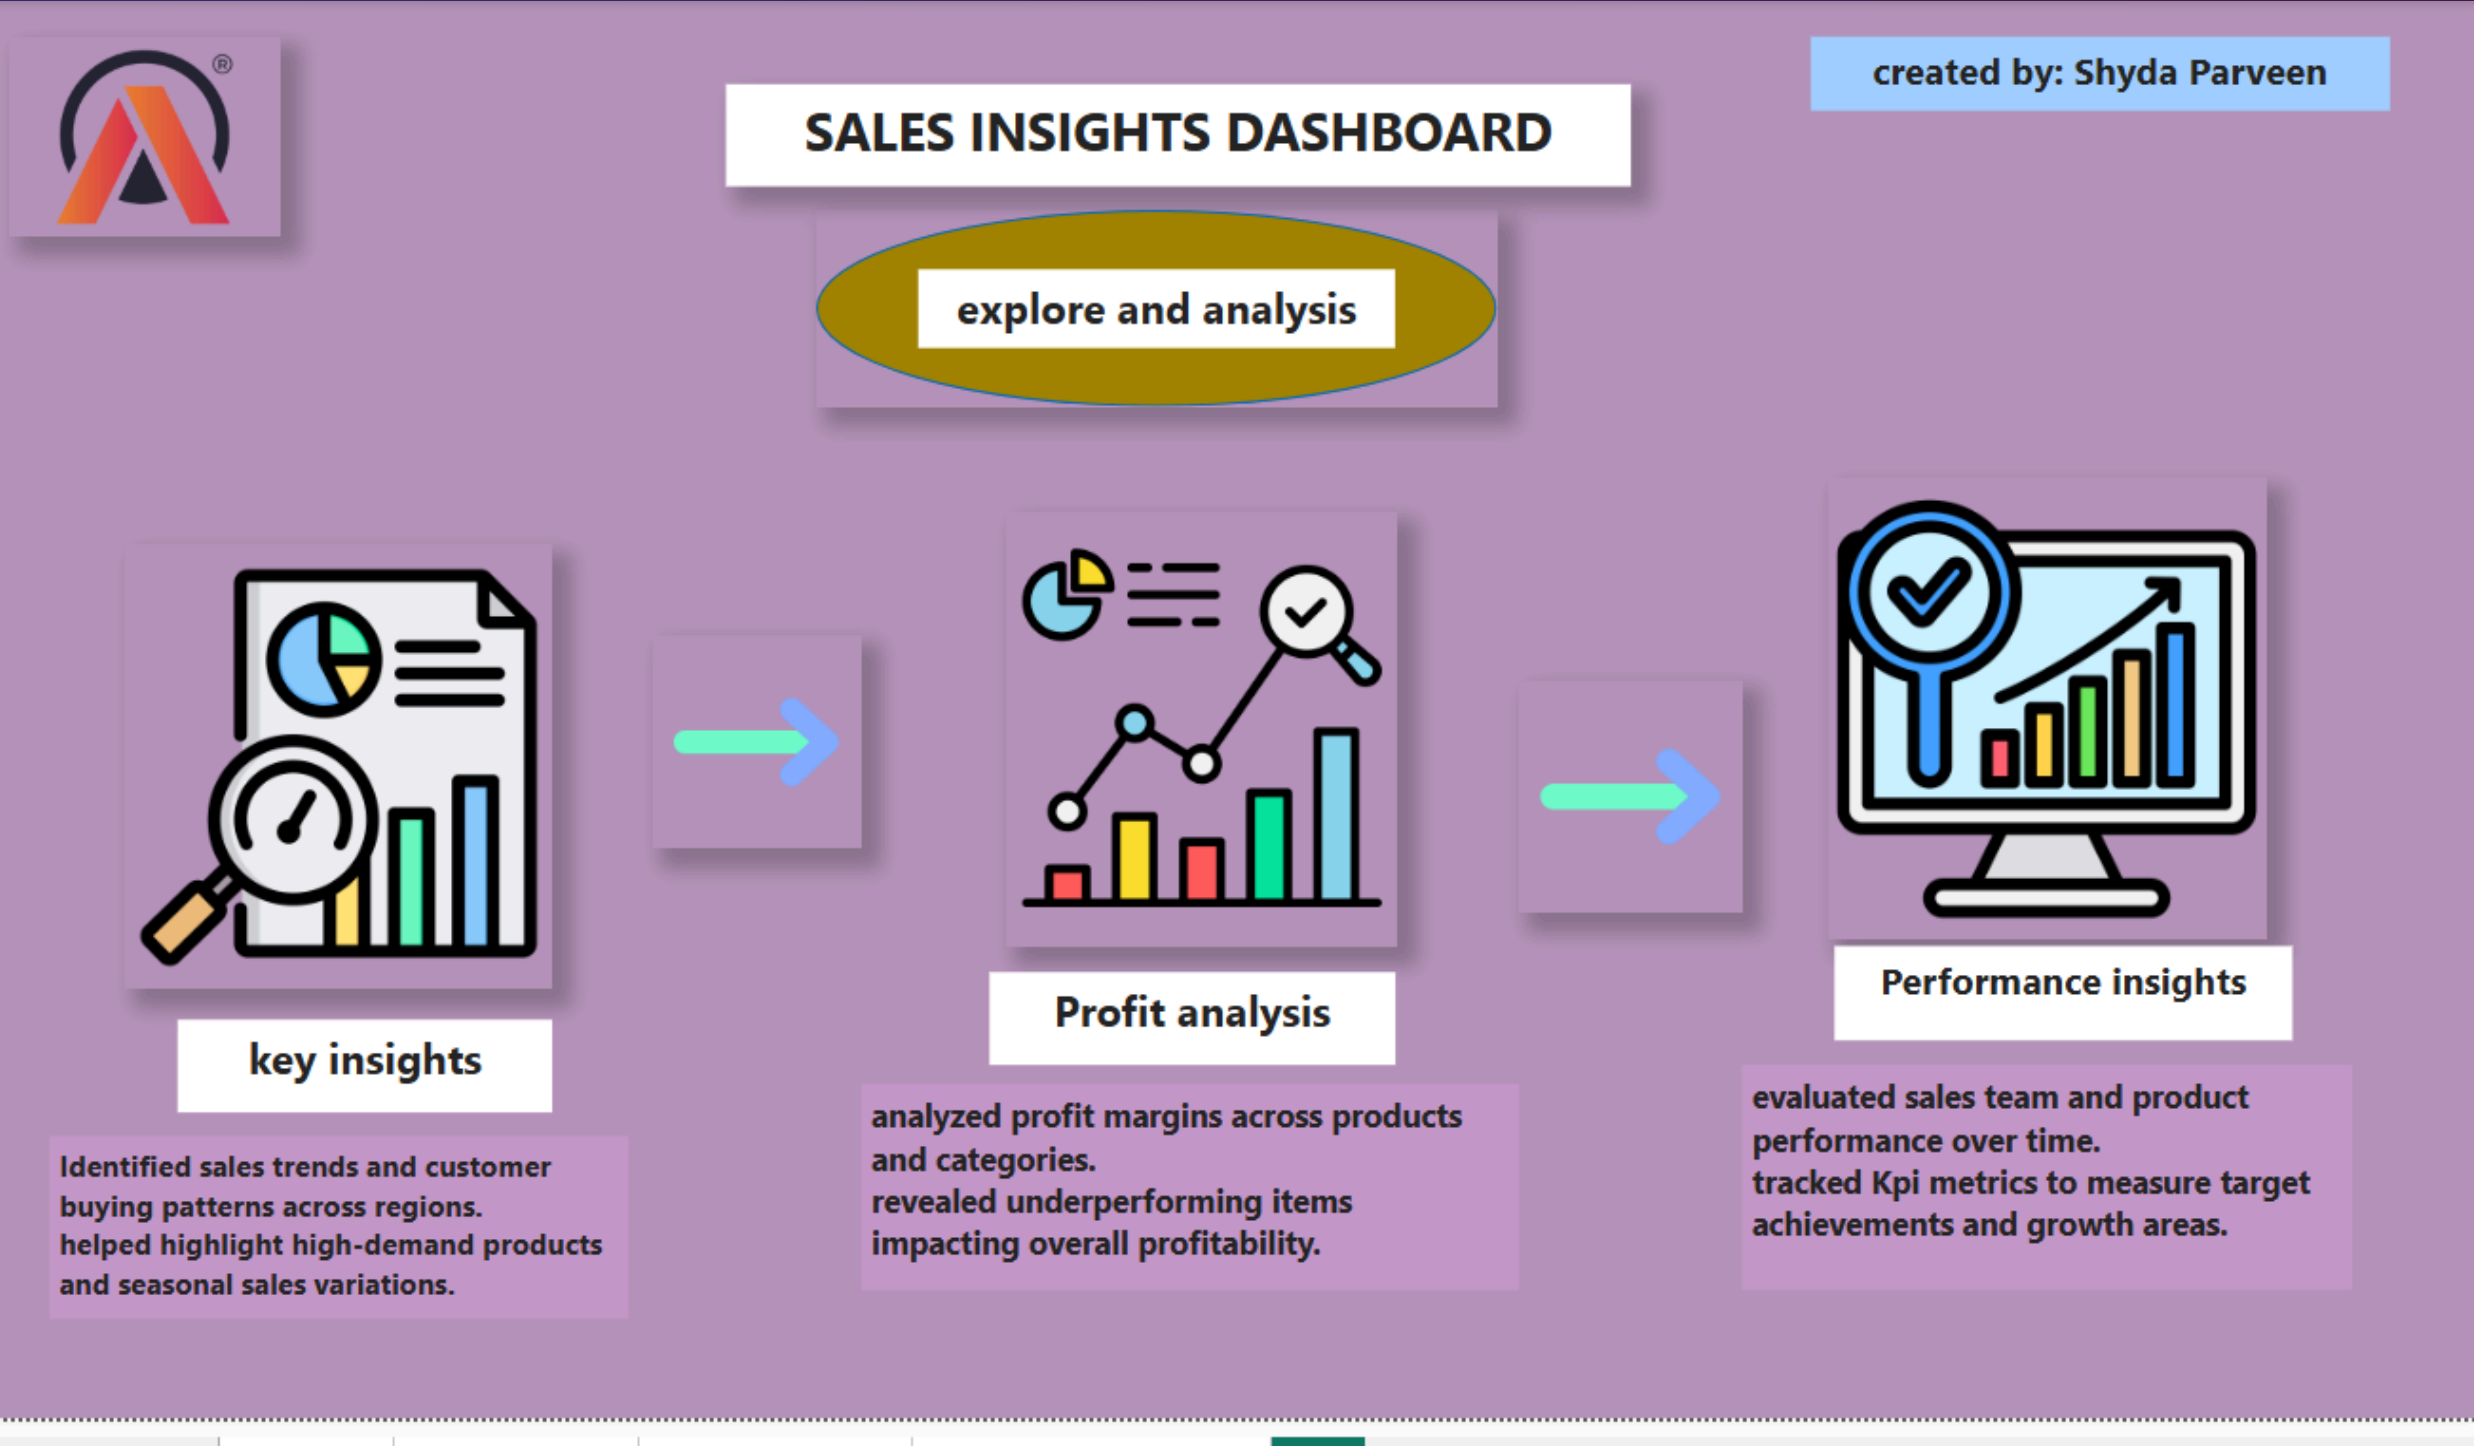 ®
created by: Shyda Parveen
SALES INSIGHTS DASHBOARD
explore and analysis
key insights
Identified sales trends and customer
buying patterns across regions.
helped highlight high-demand products
and seasonal sales variations.
Profit analysis
analyzed profit margins across products
and categories.
revealed underperforming items
impacting overall profitability.
Performance insights
evaluated sales team and product
performance over time.
tracked Kpi metrics to measure target
achievements and growth areas.